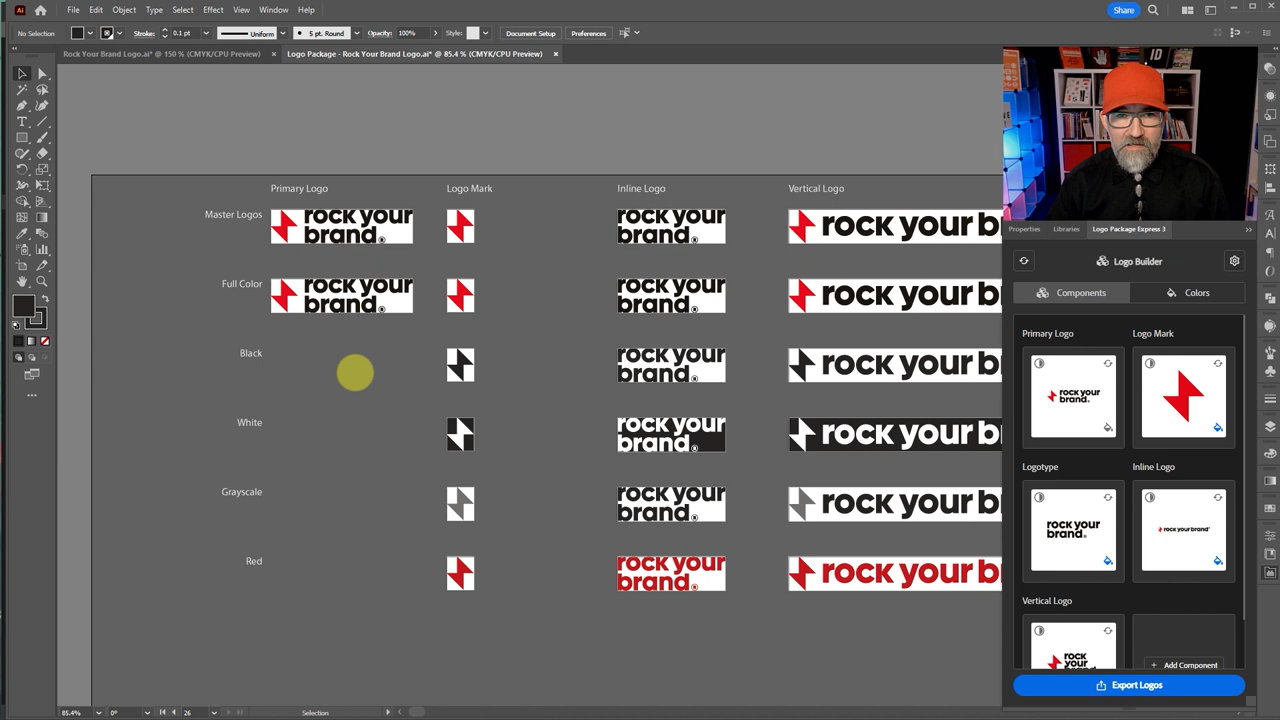 Ai File Edit Object Type Select Effect View Window Help Share
No Selection Stroke: 0.1 pt Uniform 5 pt. Round Opacity: 100% Style: Document Setup Preferences
Rock Your Brand Logo.ai* @ 150 % (CMYK/CPU Preview) × Logo Package - Rock Your Brand Logo.ai* @ 85.4 % (CMYK/CPU Preview) ×
Primary Logo Logo Mark Inline Logo Vertical Logo
Master Logos
rock your
brand®
rock your
brand®
rock your b
Full Color
rock your
brand®
rock your
brand®
rock your b
Black
rock your
brand®
rock your b
White
rock your
brand®
rock your b
Grayscale
rock your
brand®
rock your b
Red
rock your
brand®
rock your b
Properties Libraries Logo Package Express 3
Logo Builder
Components Colors
Primary Logo Logo Mark
rock your
brand®
Logotype Inline Logo
rock your
brand®
rock your brand®
Vertical Logo
rock
your
+ Add Component
Export Logos
85.4% 0° 26 Selection